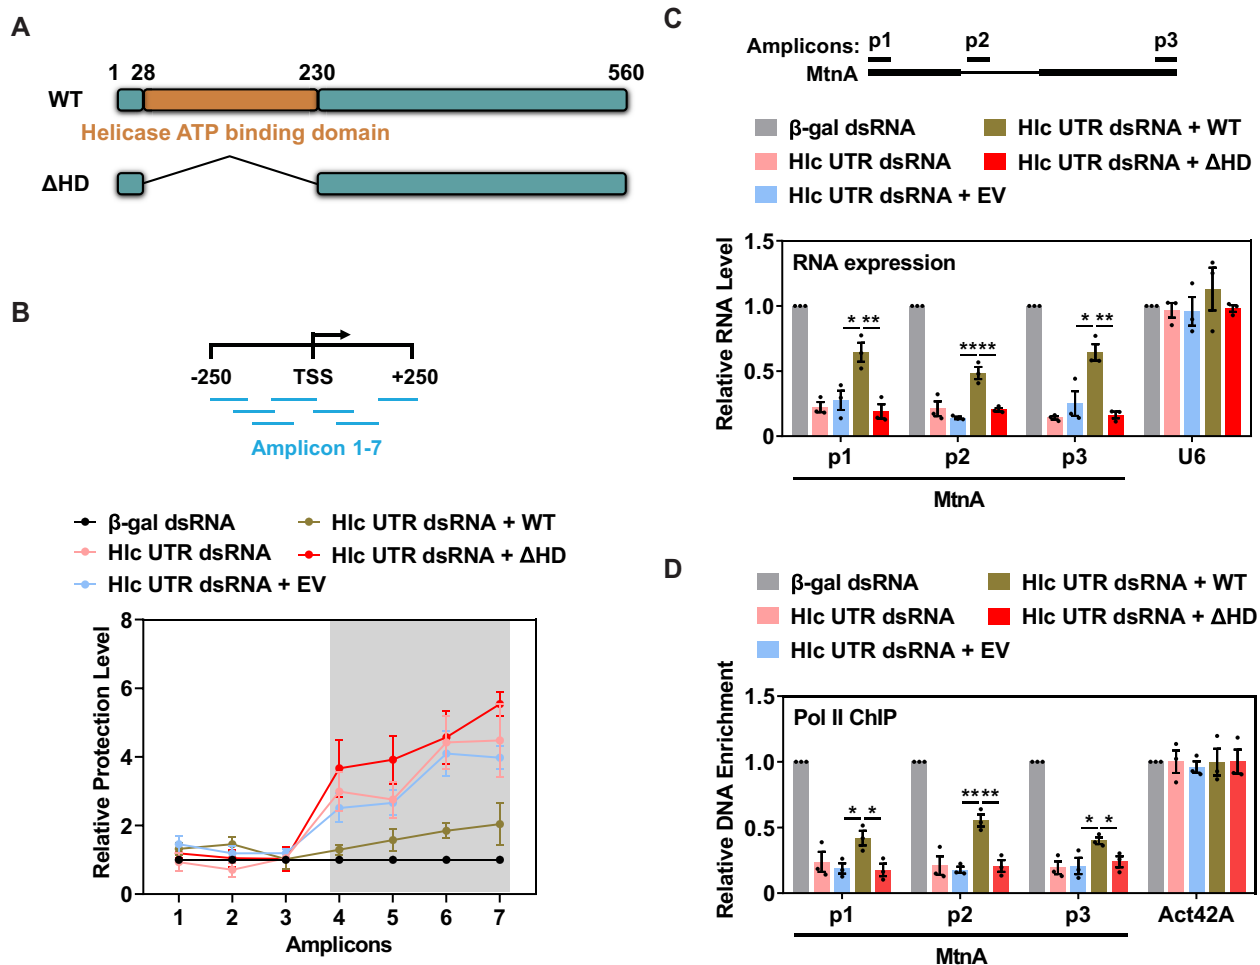 A
1 28 230 560
WT
Helicase ATP binding domain
ΔHD
B
-250 TSS +250
Amplicon 1-7
β-gal dsRNA
Hlc UTR dsRNA
Hlc UTR dsRNA + EV
Hlc UTR dsRNA + WT
Hlc UTR dsRNA + ΔHD
Relative Protection Level
8
6
4
2
0
1 2 3 4 5 6 7
Amplicons
C
Amplicons: p1 p2 p3
MtnA
β-gal dsRNA
Hlc UTR dsRNA
Hlc UTR dsRNA + EV
Hlc UTR dsRNA + WT
Hlc UTR dsRNA + ΔHD
Relative RNA Level
1.5
1.0
0.5
0
RNA expression
* **
** **
* **
p1 p2 p3 U6
MtnA
D
β-gal dsRNA
Hlc UTR dsRNA
Hlc UTR dsRNA + EV
Hlc UTR dsRNA + WT
Hlc UTR dsRNA + ΔHD
Relative DNA Enrichment
1.5
1.0
0.5
0
Pol II ChIP
* *
** **
* *
p1 p2 p3 Act42A
MtnA